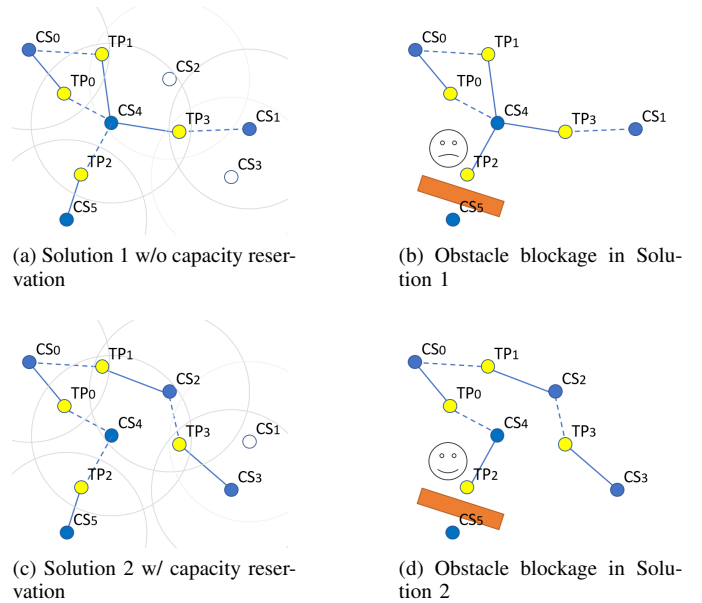 CS0
TP1
CS2
TP0
CS4
TP3
CS1
TP2
CS3
CS5
(a) Solution 1 w/o capacity reser-
vation
CS0
TP1
TP0
CS4
TP3
CS1
TP2
CS5
(b) Obstacle blockage in Solu-
tion 1
CS0
TP1
CS2
TP0
CS4
TP3
CS1
TP2
CS3
CS5
(c) Solution 2 w/ capacity reser-
vation
CS0
TP1
CS2
TP0
CS4
TP3
TP2
CS3
CS5
(d) Obstacle blockage in Solu-
tion 2